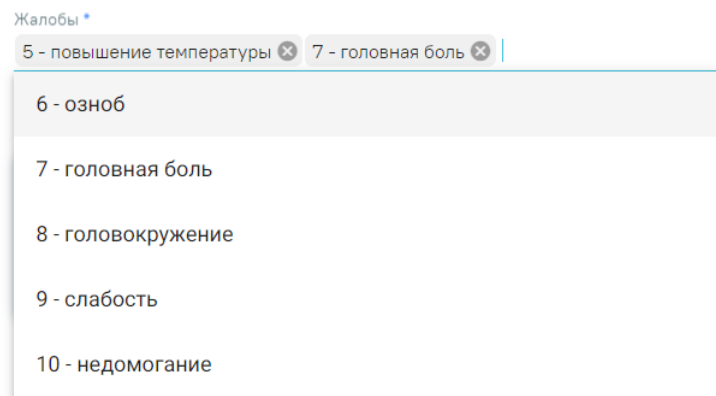 Жалобы *
5 - повышение температуры 7 - головная боль
6 - озноб
7 - головная боль
8 - головокружение
9 - слабость
10 - недомогание